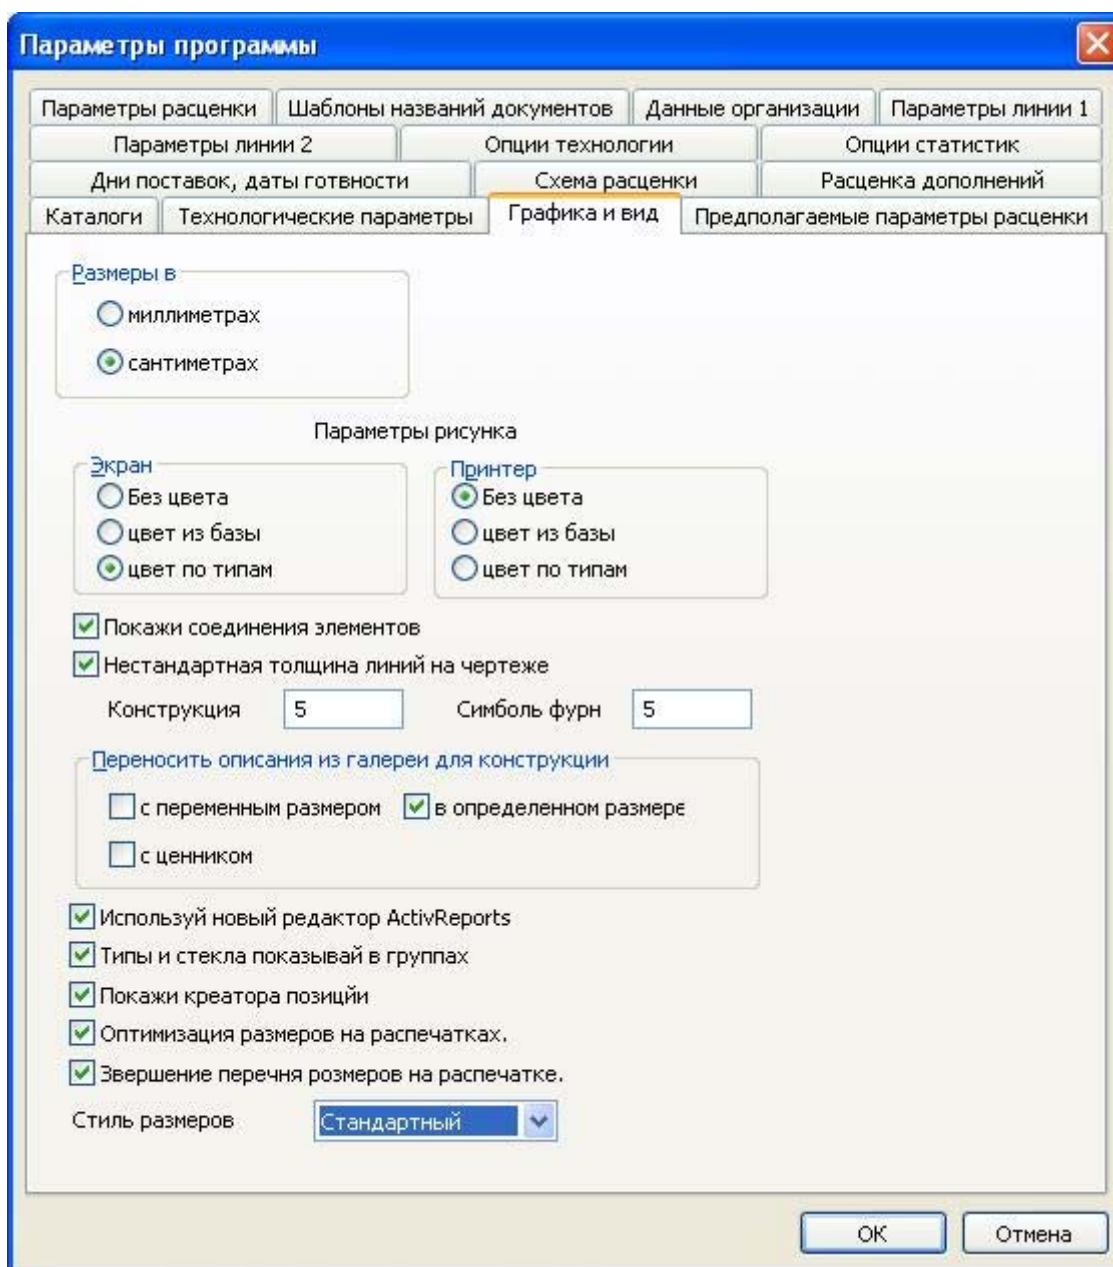 Параметры программы
Параметры расценки Шаблоны названий документов Данные организации Параметры линии 1
Параметры линии 2 Опции технологии Опции статистик
Дни поставок, даты готвности Схема расценки Расценка дополнений
Каталоги Технологические параметры Графика и вид Предполагаемые параметры расценки
Размеры в
миллиметрах
сантиметрах
Параметры рисунка
Экран Принтер
Без цвета Без цвета
цвет из базы цвет из базы
цвет по типам цвет по типам
Покажи соединения элементов
Нестандартная толщина линий на чертеже
Конструкция 5 Симболь фурн 5
Переносить описания из галереи для конструкции
с переменным размером в определенном размере
с ценником
Используй новый редактор ActivReports
Типы и стекла показывай в группах
Покажи креатора позицйи
Оптимизация размеров на распечатках.
Звершение перечня розмеров на распечатке.
Стиль размеров Стандартный
ОК Отмена